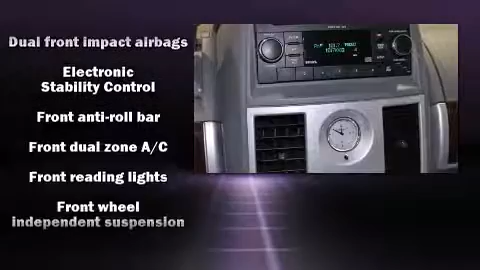 Dual front impact airbags
Electronic
Stability Control
Front anti-roll bar
Front dual zone A/C
Front reading lights
Front wheel
independent suspension